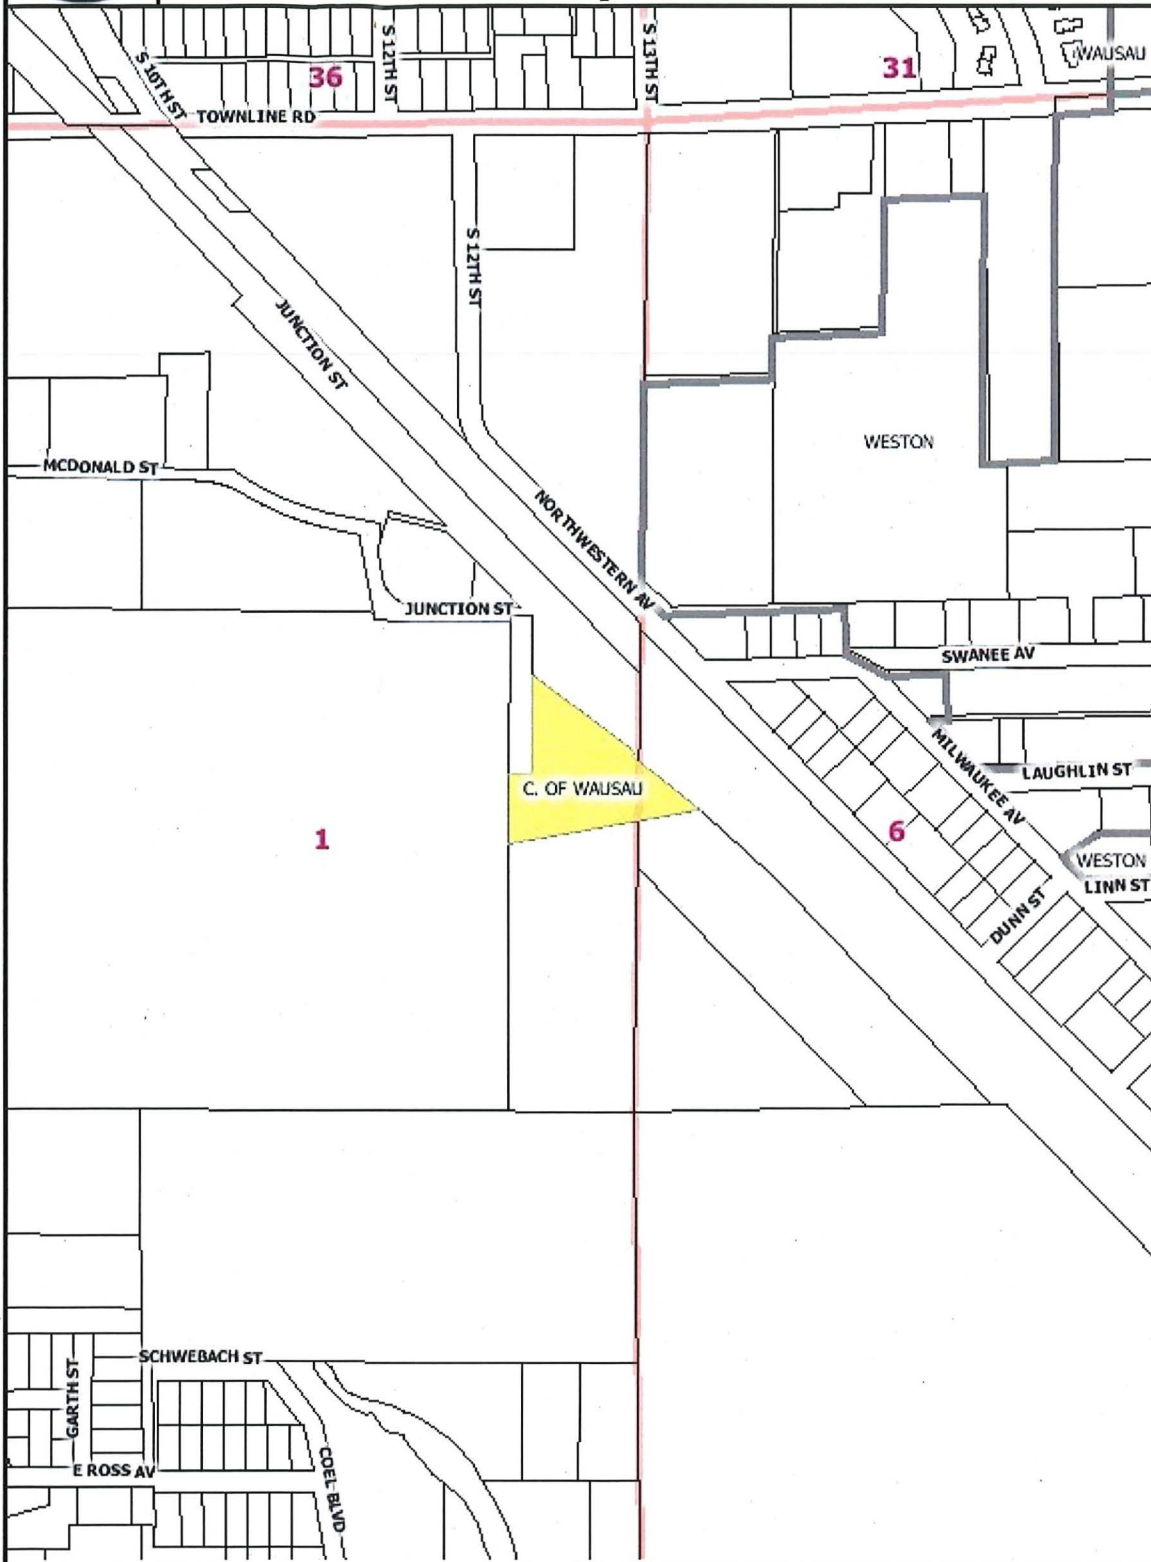 S 10TH ST
S 12TH ST
S 13TH ST
36
31
WAUSAU
TOWNLINE RD
S 12TH ST
JUNCTION ST
WESTON
MCDONALD ST
NORTHWESTERN AV
JUNCTION ST
SWANEE AV
MILWAUKEE AV
LAUGHLIN ST
C. OF WAUSAU
1
6
WESTON
LINN ST
DUNN ST
SCHWEBACH ST
GARTH ST
E ROSS AV
COEL BLVD